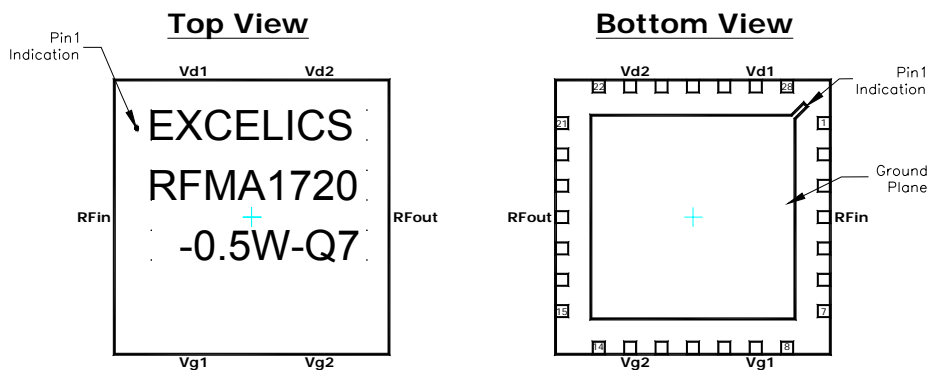 Top View
Pin1
Indication
Vd1
Vd2
EXCELICS
RFMA1720
-0.5W-Q7
RFin
RFout
Vg1
Vg2
Bottom View
Vd2
Vd1
Pin1
Indication
22
28
21
1
Ground
Plane
RFout
RFin
15
7
14
8
Vg2
Vg1